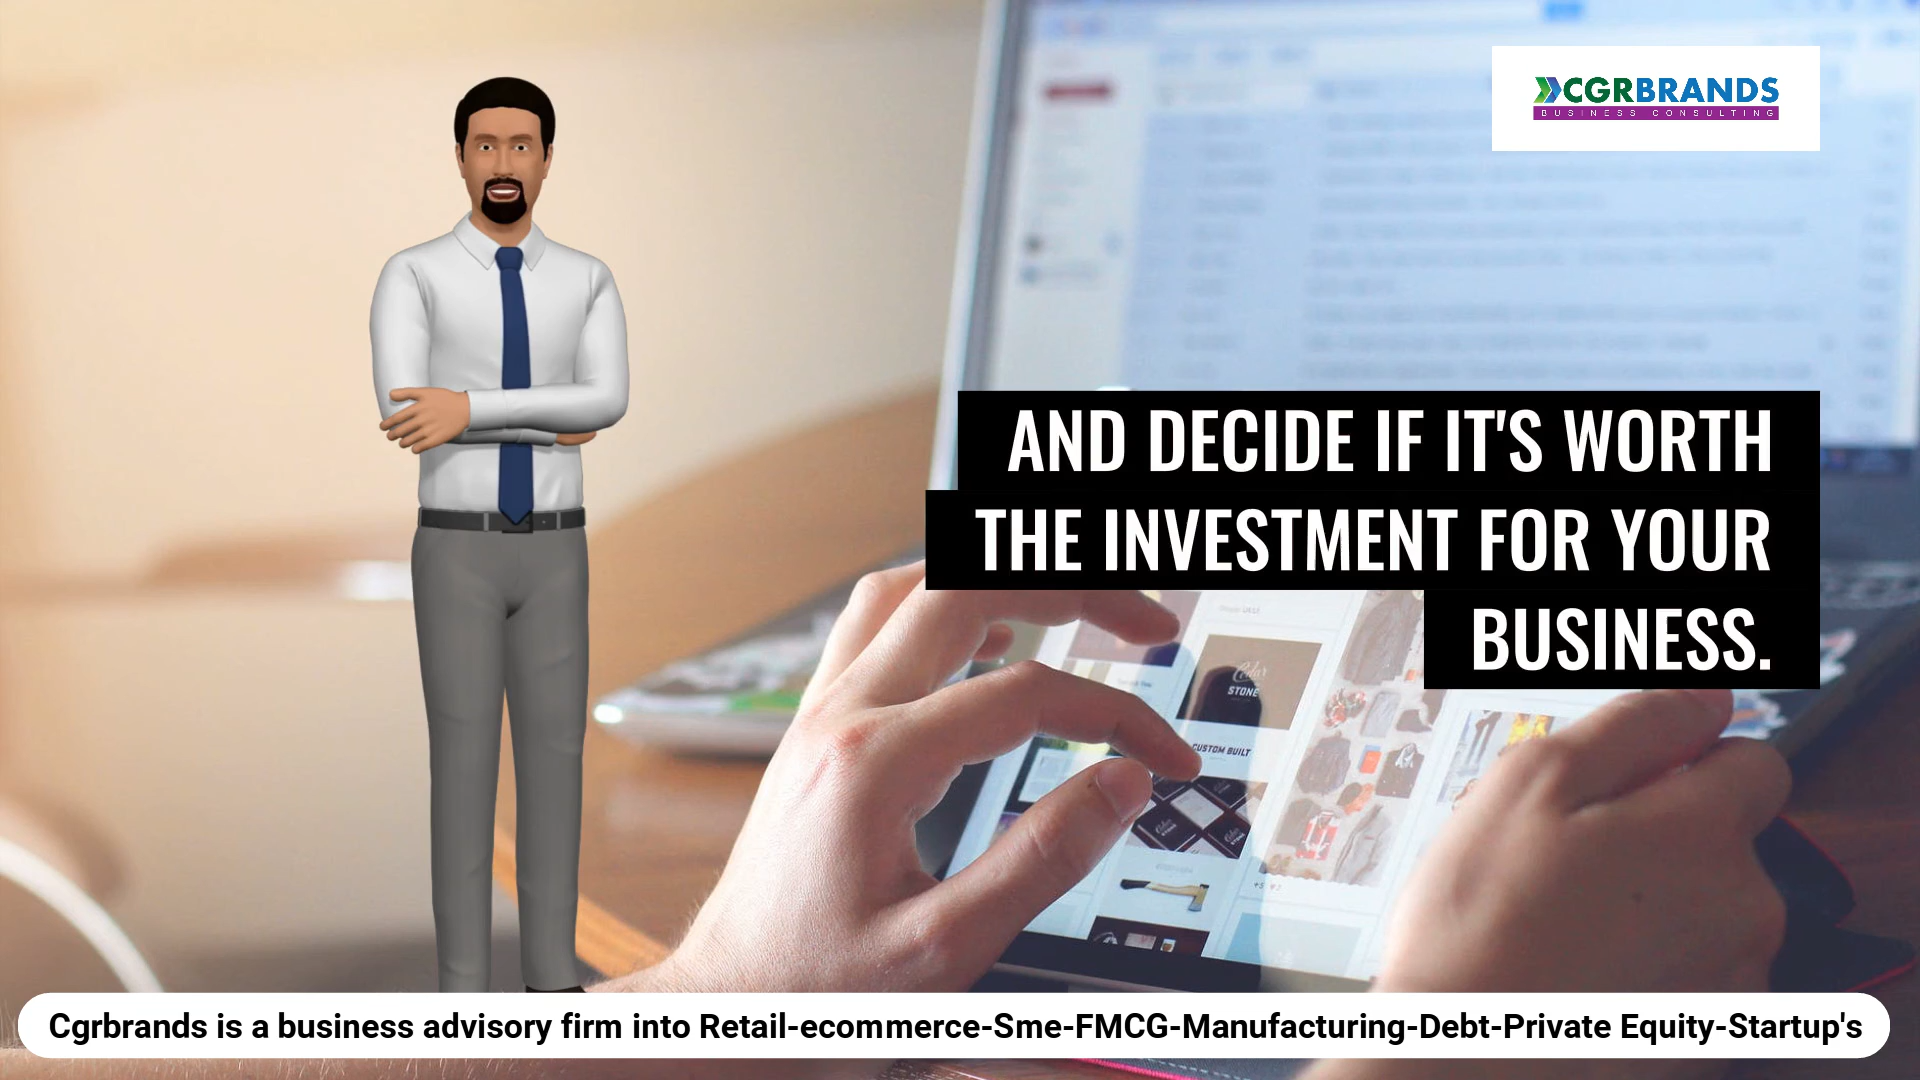 CGRBRANDS
BUSINESS CONSULTING
AND DECIDE IF IT'S WORTH
THE INVESTMENT FOR YOUR
BUSINESS.
Cedar
STONE
CUSTOM BUILT
Cgrbrands is a business advisory firm into Retail-ecommerce-Sme-FMCG-Manufacturing-Debt-Private Equity-Startup's